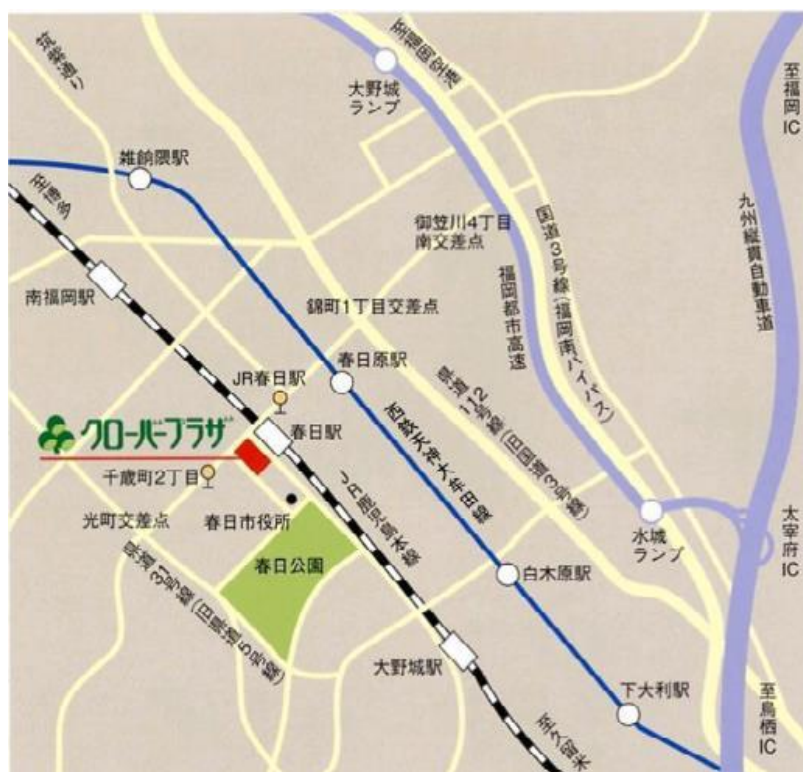 筑紫通り
至福岡空港
大野城
ランプ
至福岡
IC
雑餉隈駅
至博多
御笠川4丁目
南交差点
国道3号線(福岡南バイパス)
九州縦貫自動車道
南福岡駅
福岡都市高速
錦町1丁目交差点
春日原駅
JR春日駅
県道112号線(旧国道3号線)
クローバープラザ
春日駅
西鉄天神大牟田線
千歳町2丁目
JR鹿児島本線
光町交差点
春日市役所
水城
ランプ
太宰府
IC
春日公園
県道31号線(旧県道5号線)
白木原駅
大野城駅
下大利駅
至鳥栖
IC
至久留米